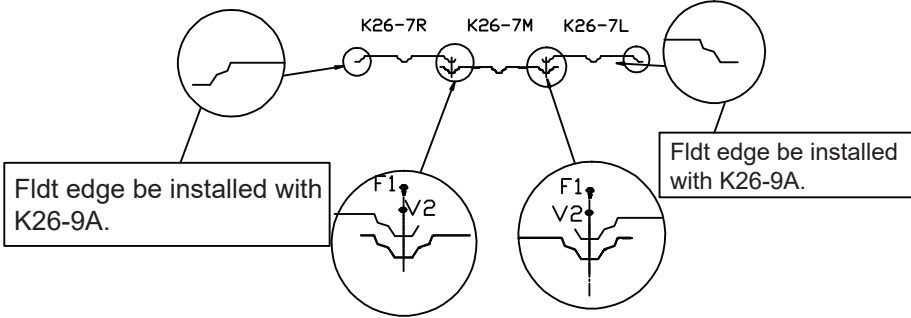 K26-7R K26-7M K26-7L
Fldt edge be installed with
K26-9A.
Fldt edge be installed
with K26-9A.
F1
V2
F1
V2